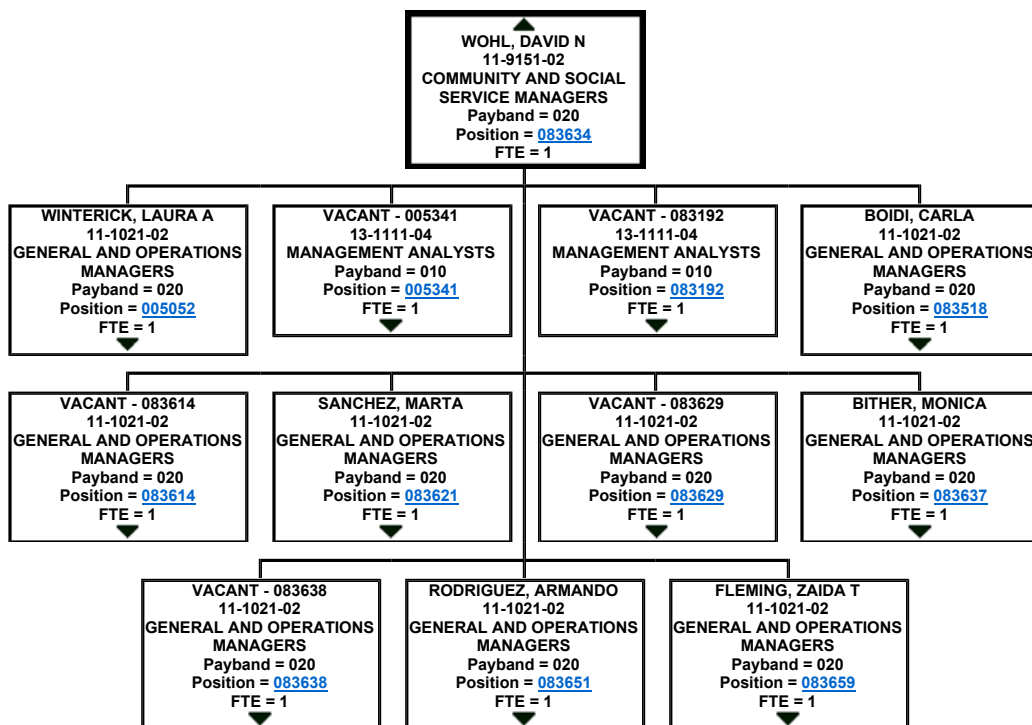 WOHL, DAVID N
11-9151-02
COMMUNITY AND SOCIAL
SERVICE MANAGERS
Payband = 020
Position = 083634
FTE = 1
WINTERICK, LAURA A
11-1021-02
GENERAL AND OPERATIONS
MANAGERS
Payband = 020
Position = 005052
FTE = 1
VACANT - 005341
13-1111-04
MANAGEMENT ANALYSTS
Payband = 010
Position = 005341
FTE = 1
VACANT - 083192
13-1111-04
MANAGEMENT ANALYSTS
Payband = 010
Position = 083192
FTE = 1
BOIDI, CARLA
11-1021-02
GENERAL AND OPERATIONS
MANAGERS
Payband = 020
Position = 083518
FTE = 1
VACANT - 083614
11-1021-02
GENERAL AND OPERATIONS
MANAGERS
Payband = 020
Position = 083614
FTE = 1
SANCHEZ, MARTA
11-1021-02
GENERAL AND OPERATIONS
MANAGERS
Payband = 020
Position = 083621
FTE = 1
VACANT - 083629
11-1021-02
GENERAL AND OPERATIONS
MANAGERS
Payband = 020
Position = 083629
FTE = 1
BITHER, MONICA
11-1021-02
GENERAL AND OPERATIONS
MANAGERS
Payband = 020
Position = 083637
FTE = 1
VACANT - 083638
11-1021-02
GENERAL AND OPERATIONS
MANAGERS
Payband = 020
Position = 083638
FTE = 1
RODRIGUEZ, ARMANDO
11-1021-02
GENERAL AND OPERATIONS
MANAGERS
Payband = 020
Position = 083651
FTE = 1
FLEMING, ZAIDA T
11-1021-02
GENERAL AND OPERATIONS
MANAGERS
Payband = 020
Position = 083659
FTE = 1